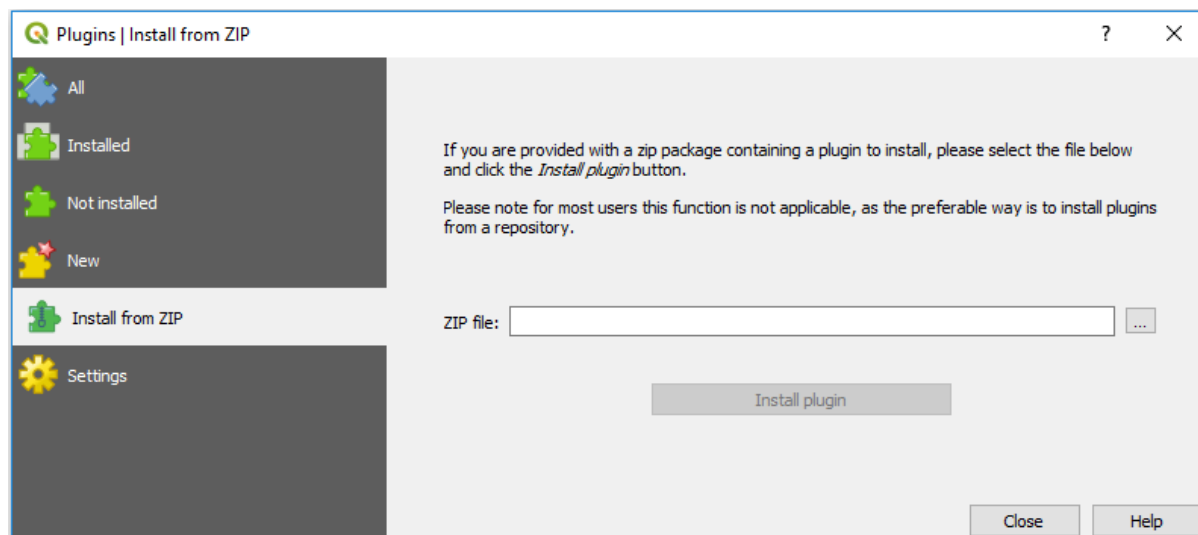 Plugins | Install from ZIP
?
All
Installed
Not installed
New
Install from ZIP
Settings
If you are provided with a zip package containing a plugin to install, please select the file below
and click the Install plugin button.
Please note for most users this function is not applicable, as the preferable way is to install plugins
from a repository.
ZIP file:
...
Install plugin
Close
Help